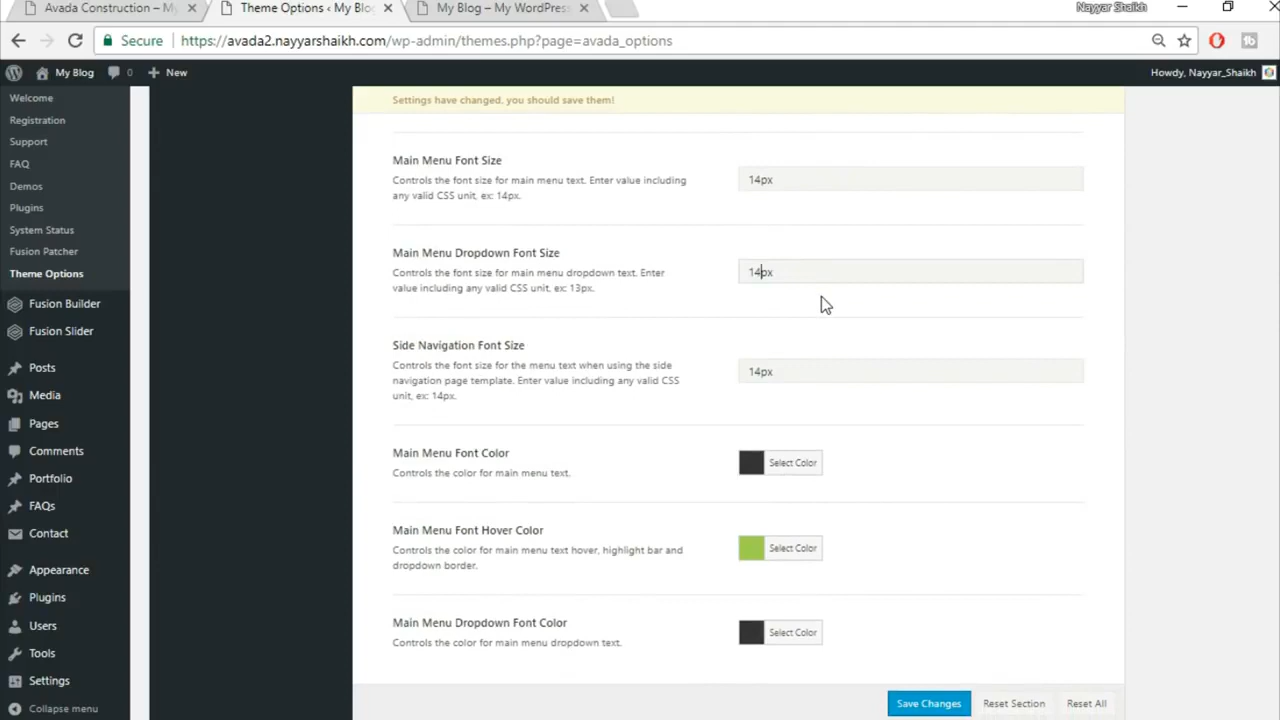 Avada Construction – My
Theme Options ‹ My Blog
My Blog – My WordPress
Nayyar Shaikh
Secure
https://avada2.nayyarshaikh.com/wp-admin/themes.php?page=avada_options
My Blog
0
New
Howdy, Nayyar_Shaikh
Welcome
Registration
Support
FAQ
Demos
Plugins
System Status
Fusion Patcher
Theme Options
Fusion Builder
Fusion Slider
Posts
Media
Pages
Comments
Portfolio
FAQs
Contact
Appearance
Plugins
Users
Tools
Settings
Collapse menu
Settings have changed, you should save them!
Main Menu Font Size
Controls the font size for main menu text. Enter value including
any valid CSS unit, ex: 14px.
14px
Main Menu Dropdown Font Size
Controls the font size for main menu dropdown text. Enter
value including any valid CSS unit, ex: 13px.
14px
Side Navigation Font Size
Controls the font size for the menu text when using the side
navigation page template. Enter value including any valid CSS
unit, ex: 14px.
14px
Main Menu Font Color
Controls the color for main menu text.
Select Color
Main Menu Font Hover Color
Controls the color for main menu text hover, highlight bar and
dropdown border.
Select Color
Main Menu Dropdown Font Color
Controls the color for main menu dropdown text.
Select Color
Save Changes
Reset Section
Reset All